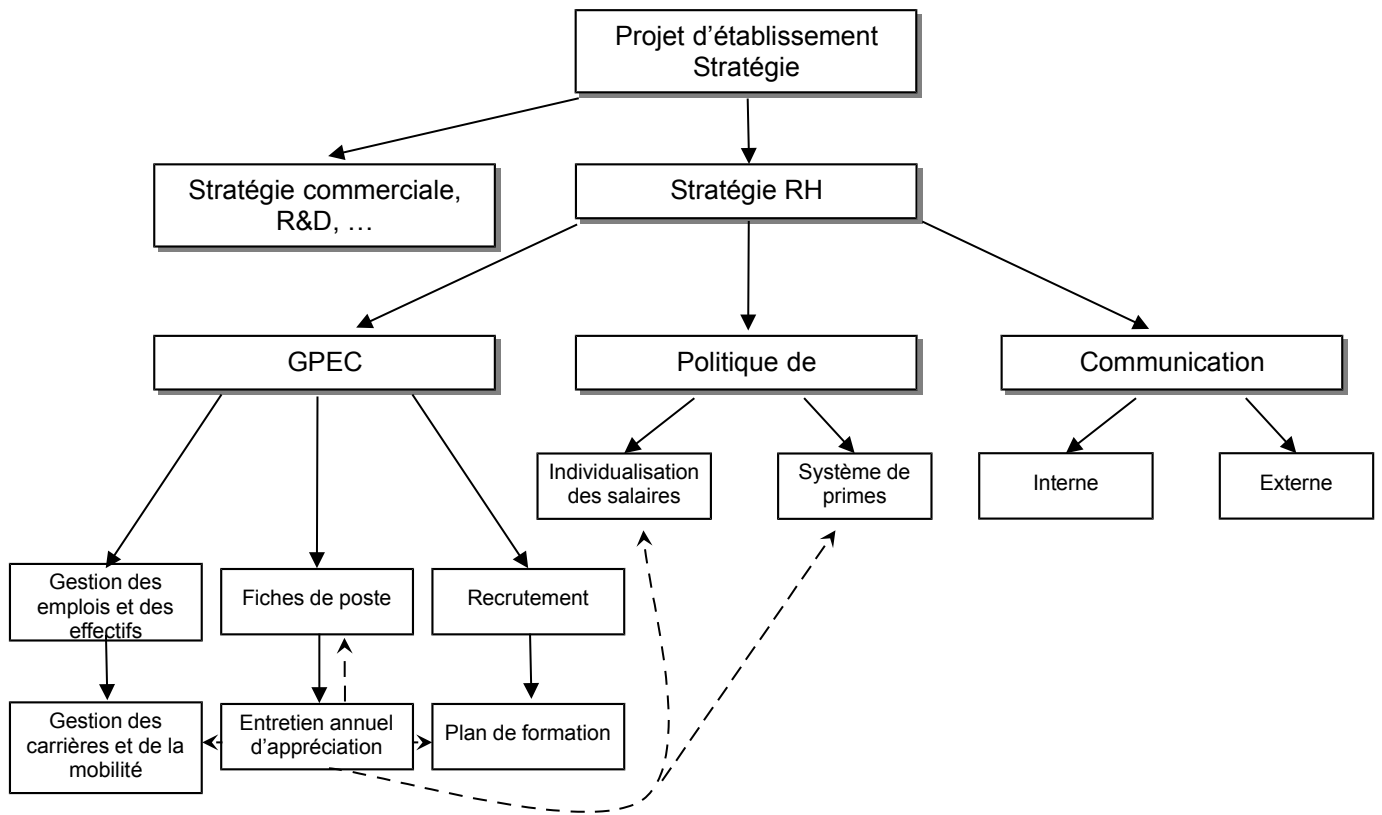 Projet d’établissement
Stratégie
Stratégie commerciale,
R&D, …
Stratégie RH
GPEC
Politique de
Communication
Individualisation
des salaires
Système de
primes
Interne
Externe
Gestion des
emplois et des
effectifs
Fiches de poste
Recrutement
Gestion des
carrières et de la
mobilité
Entretien annuel
d’appréciation
Plan de formation